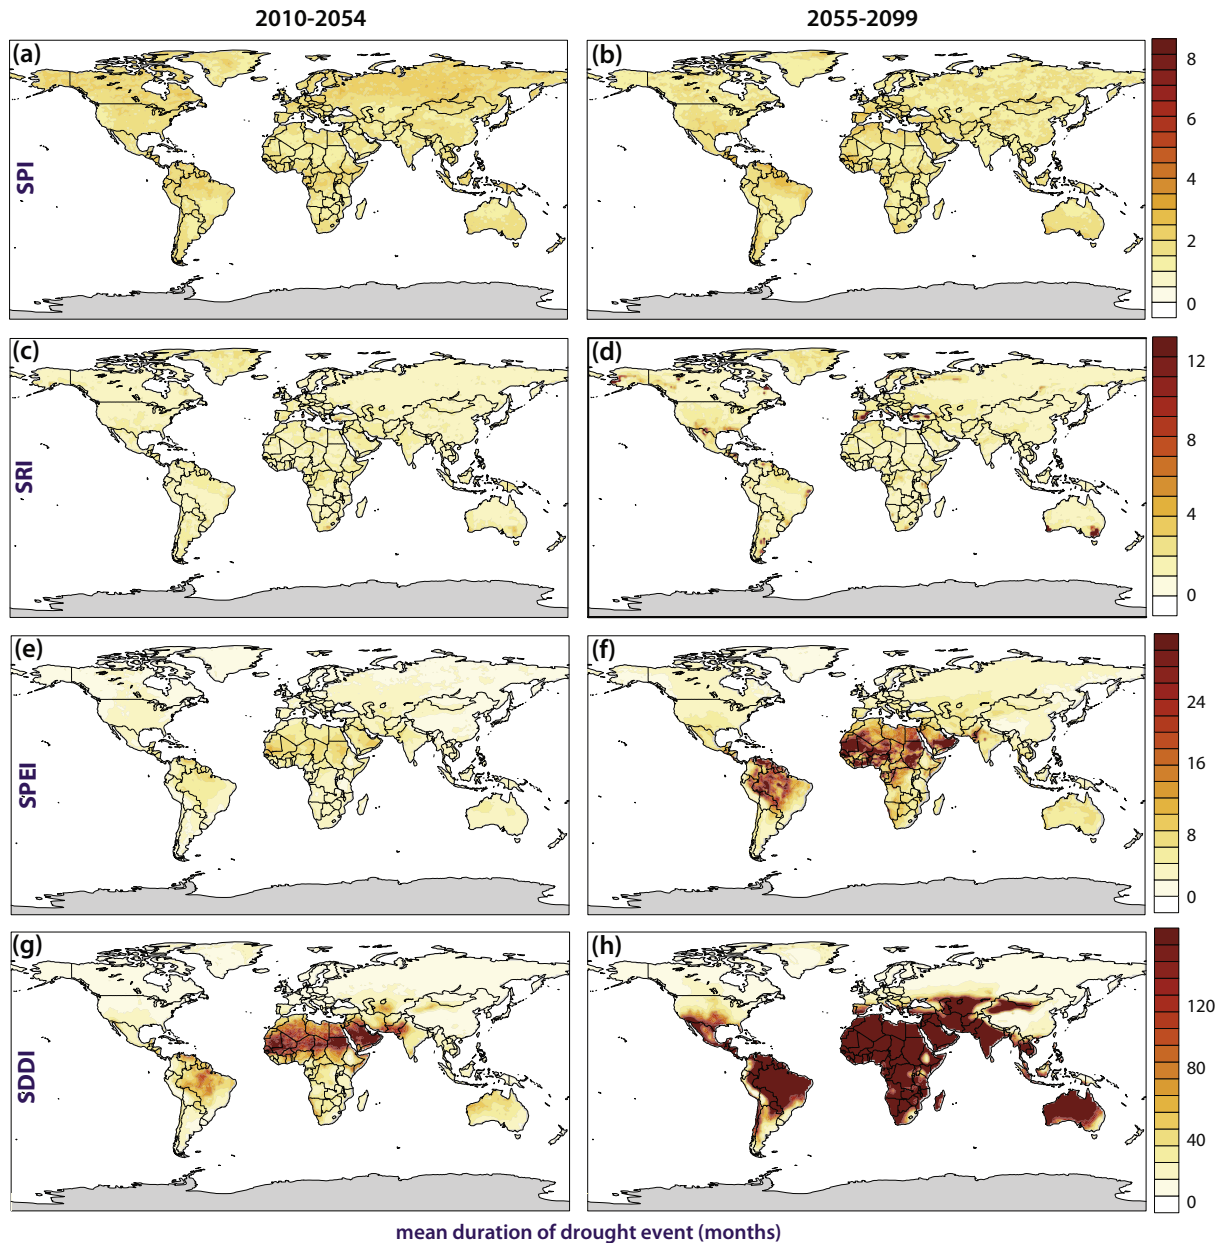 2010-2054
2055-2099
(a)
(b)
SPI
8
6
4
2
0
(c)
(d)
SRI
12
8
4
0
(e)
(f)
SPEI
24
16
8
0
(g)
(h)
SDDI
120
80
40
0
mean duration of drought event (months)